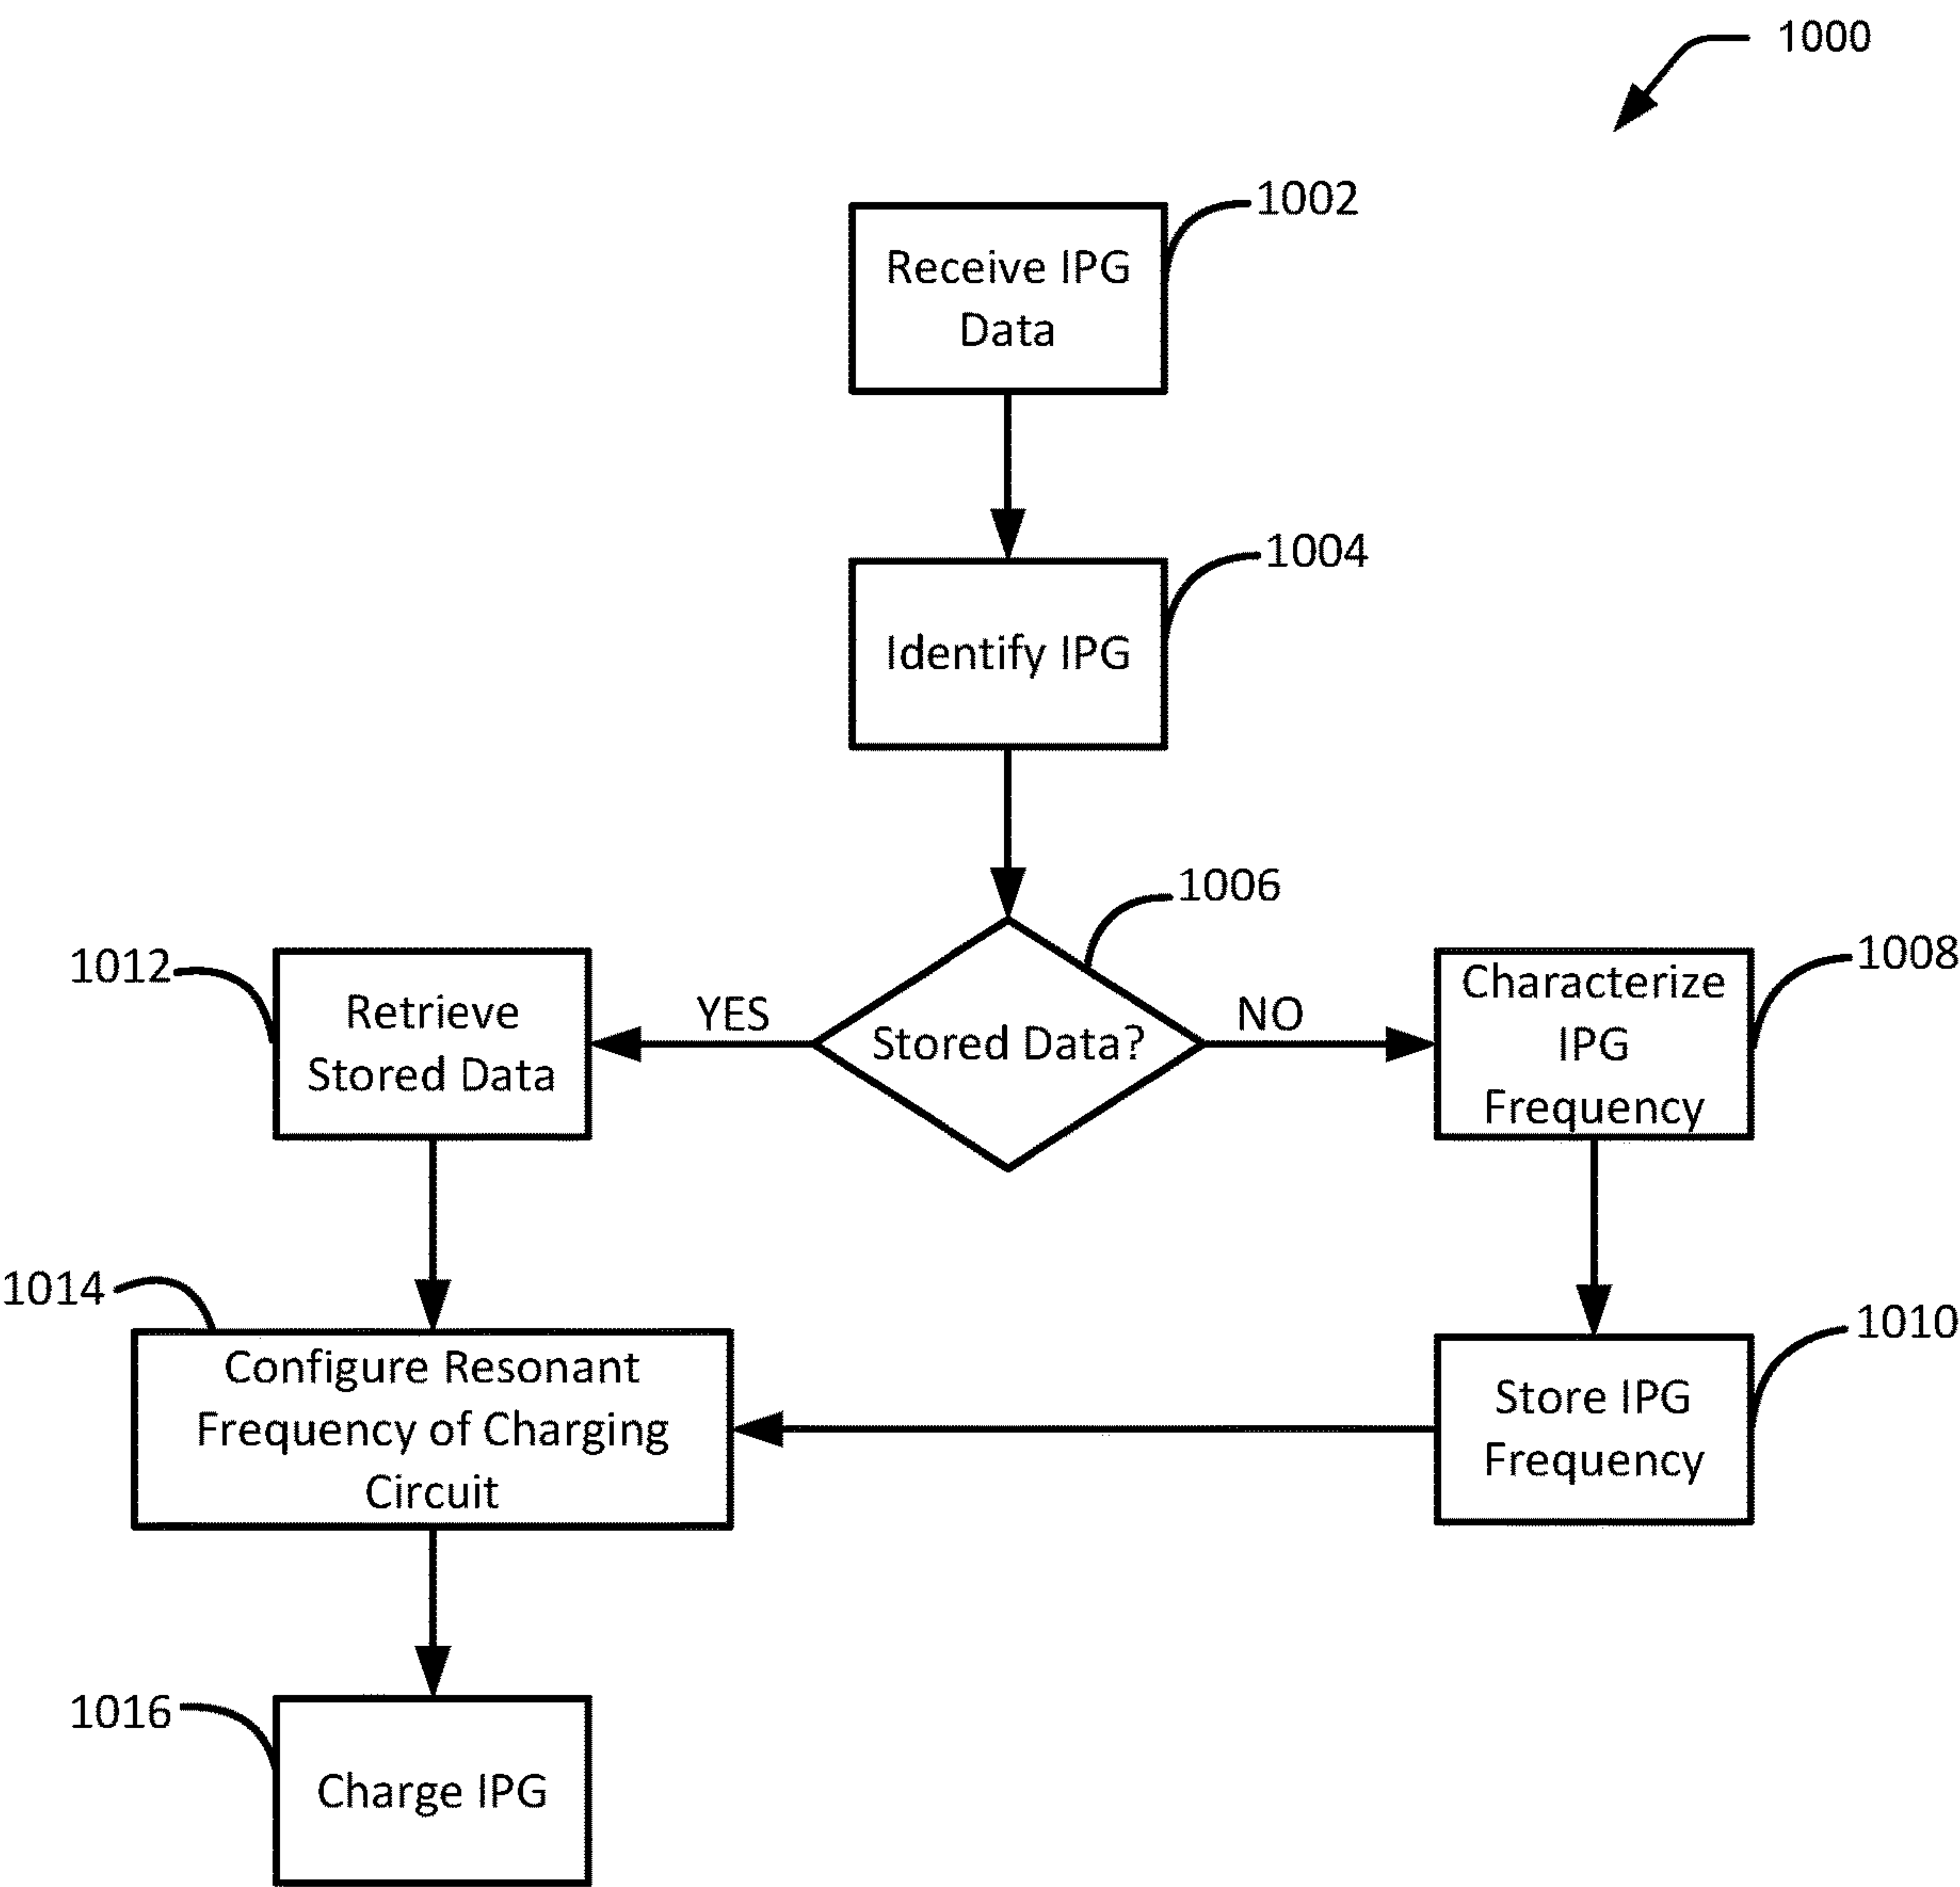 1000
1002
Receive IPG
Data
1004
Identify IPG
1006
Stored Data?
YES
NO
1012
Retrieve
Stored Data
1008
Characterize
IPG
Frequency
1014
Configure Resonant
Frequency of Charging
Circuit
1010
Store IPG
Frequency
1016
Charge IPG